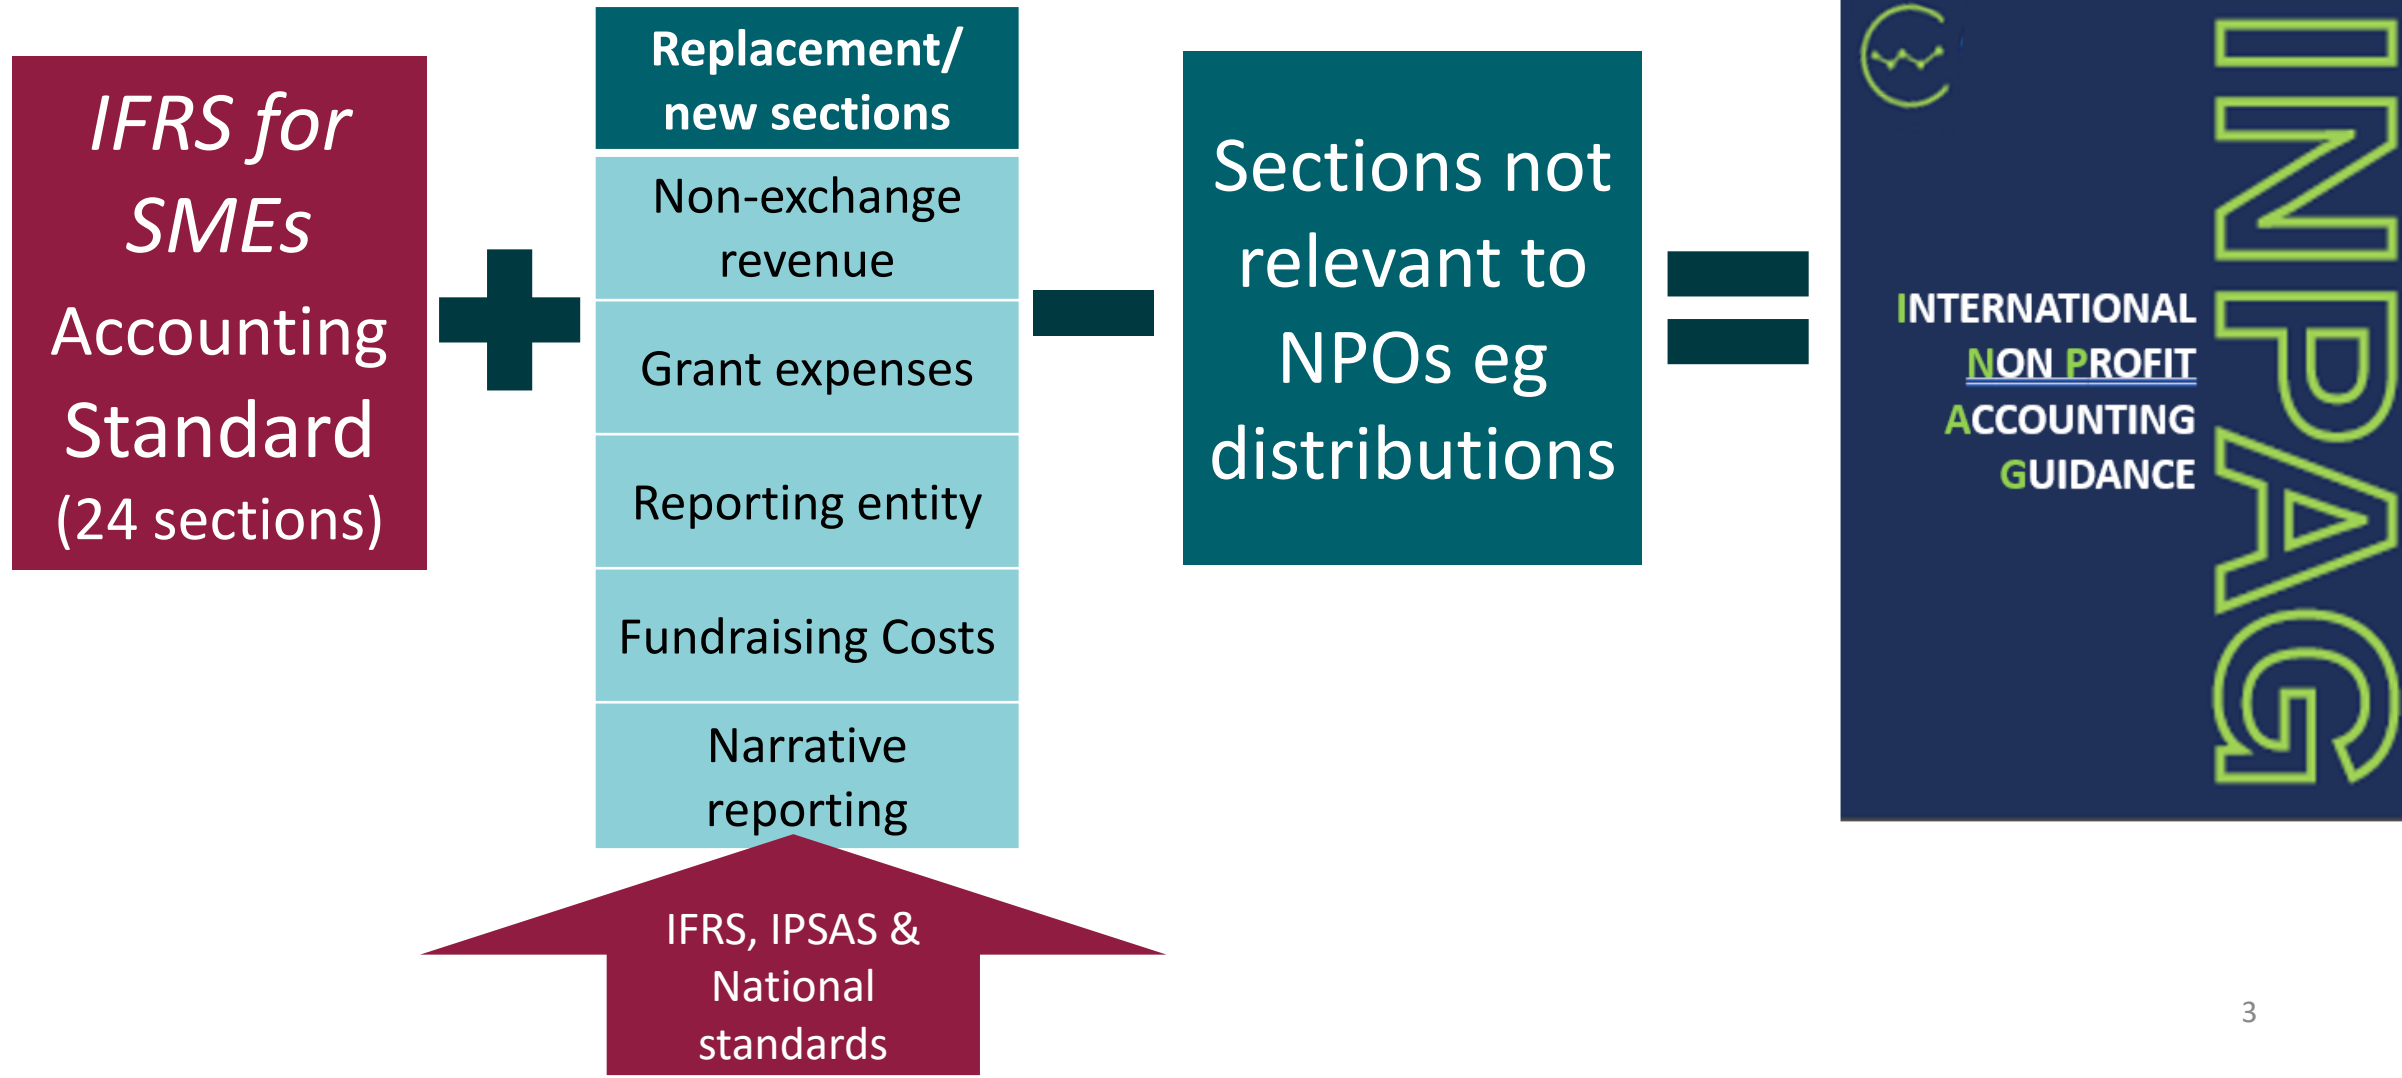 IFRS for
SMEs
Accounting
Standard
(24 sections)
Replacement/
new sections
Non-exchange
revenue
Grant expenses
Reporting entity
Fundraising Costs
Narrative
reporting
IFRS, IPSAS &
National
standards
Sections not
relevant to
NPOs eg
distributions
INTERNATIONAL
NON PROFIT
ACCOUNTING
GUIDANCE
INPAG
3